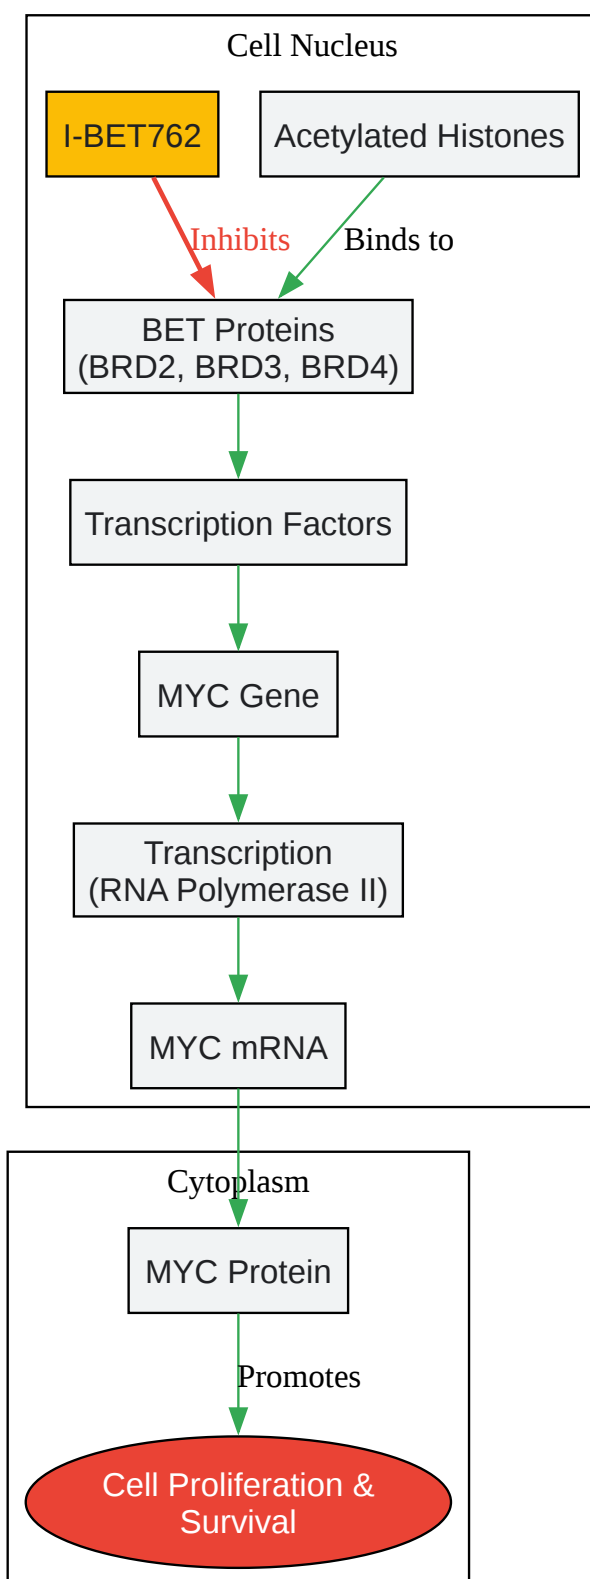 Cell Nucleus
I-BET762
Acetylated Histones
Inhibits
Binds to
BET Proteins
(BRD2, BRD3, BRD4)
Transcription Factors
MYC Gene
Transcription
(RNA Polymerase II)
MYC mRNA
Cytoplasm
MYC Protein
Promotes
Cell Proliferation &
Survival